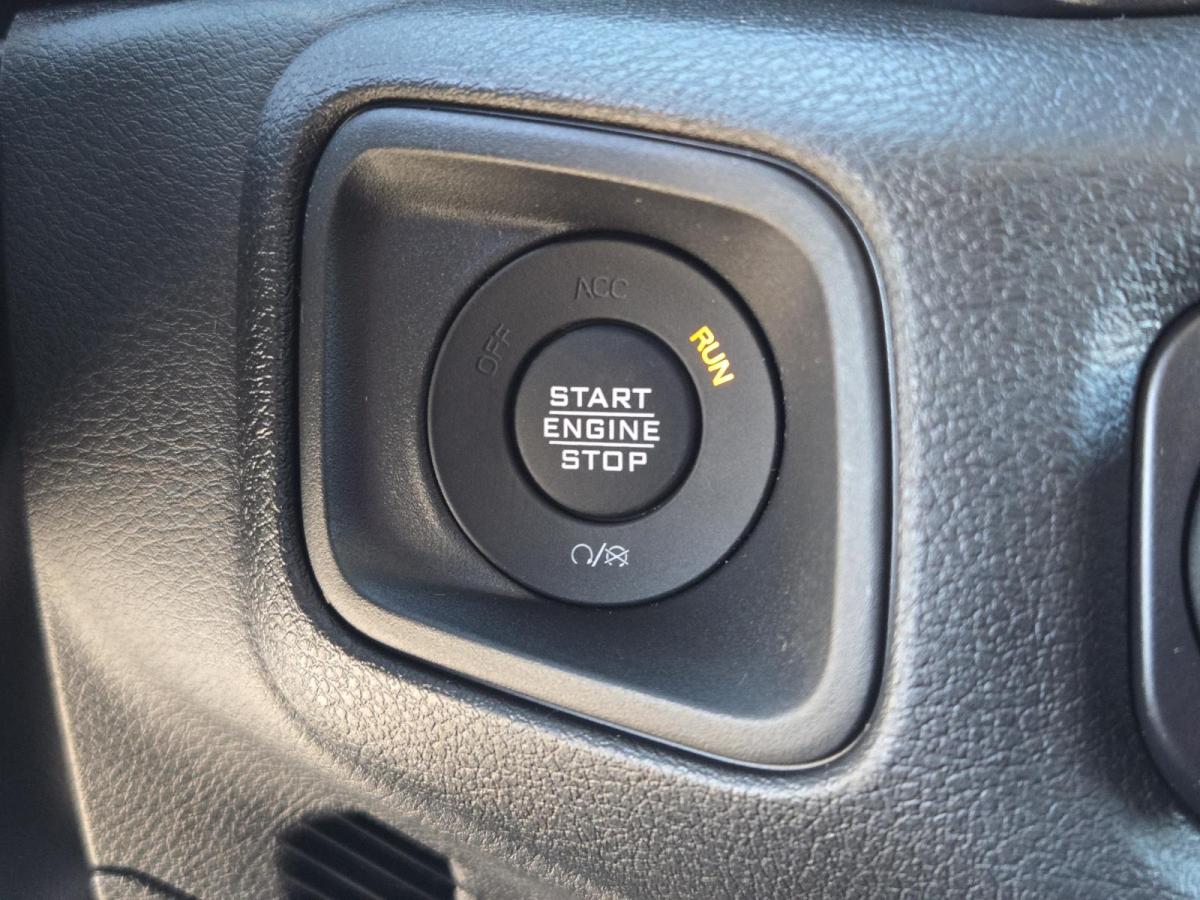 ACC
OFF
RUN
START
ENGINE
STOP